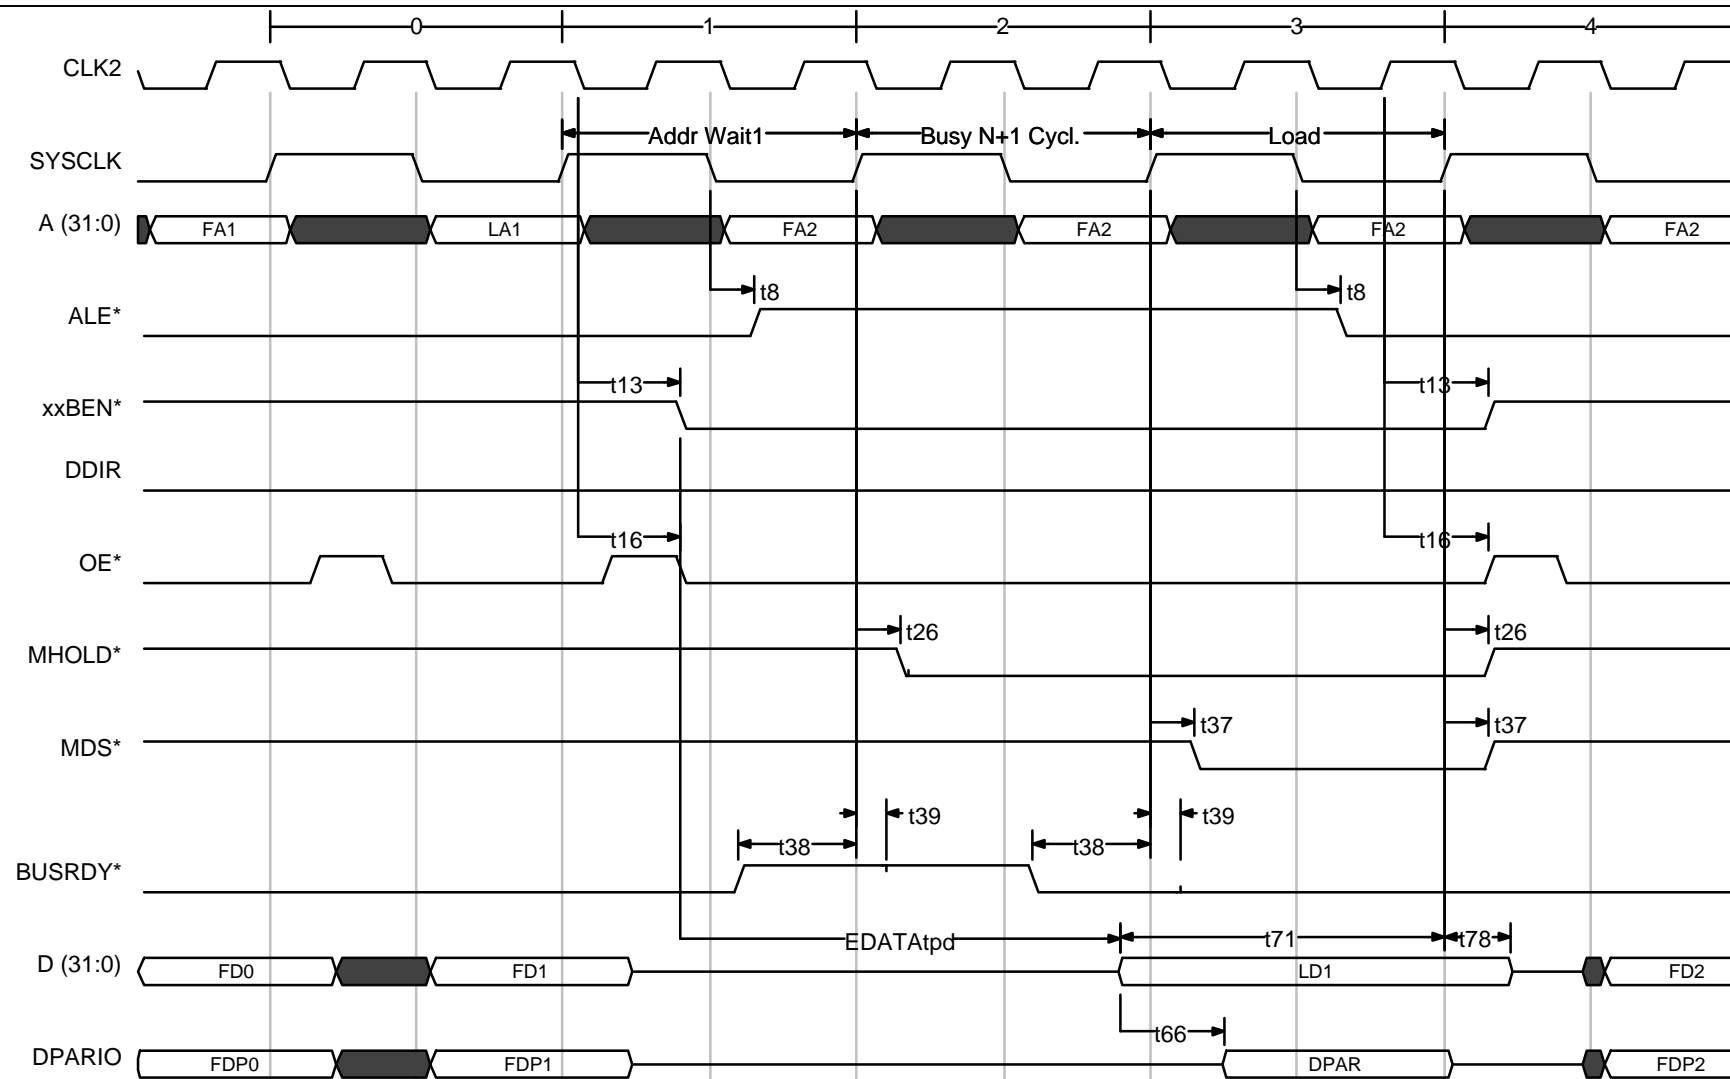 0 1 2 3 4
CLK2
Addr Wait1 Busy N+1 Cycl. Load
SYSCLK
A (31:0) FA1 LA1 FA2 FA2 FA2 FA2
t8 t8
ALE*
t13 t13
xxBEN*
DDIR
t16 t16
OE*
t26 t26
MHOLD*
t37 t37
MDS*
t39 t39
t38 t38
BUSRDY*
EDATAtpd t71 t78
D (31:0) FD0 FD1 LD1 FD2
t66
DPARIO FDP0 FDP1 DPAR FDP2